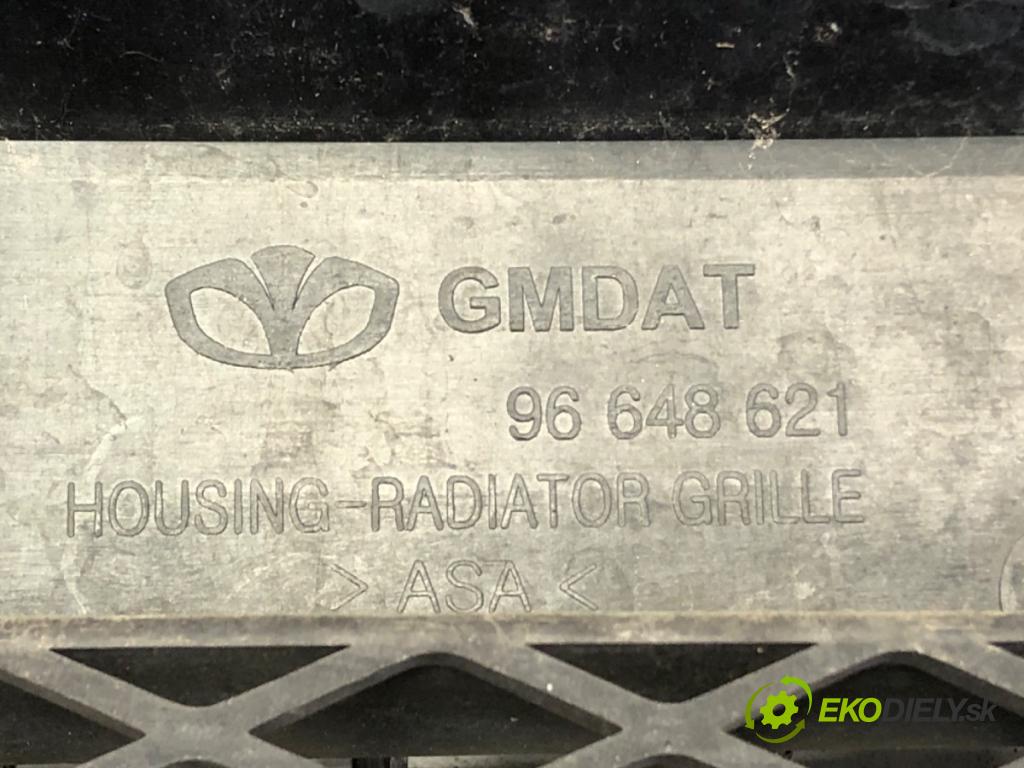 GMDAT
96 648 621
HOUSING-RADIATOR GRILLE
> ASA <
EKODIELY.sk